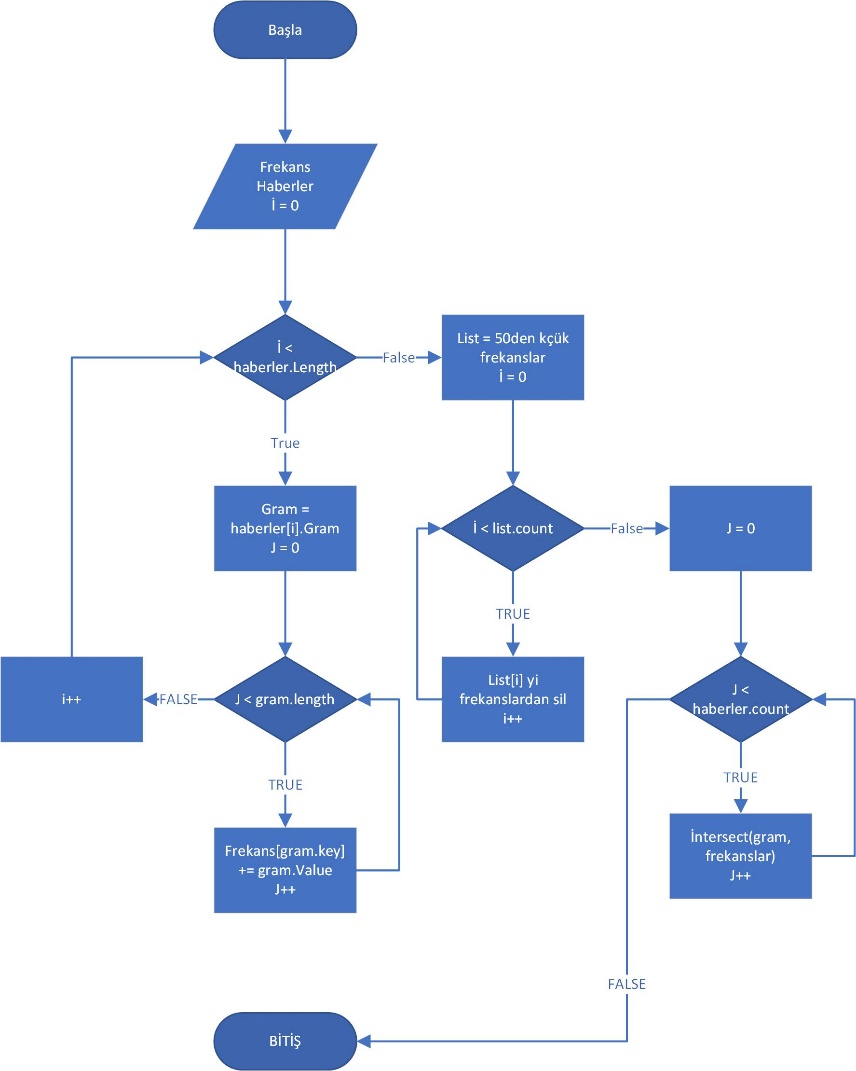 Başla
Frekans
Haberler
İ = 0
İ <
haberler.Length
False
List = 50den kçük
frekanslar
İ = 0
True
Gram =
haberler[i].Gram
J = 0
İ < list.count
False
J = 0
TRUE
i++
FALSE
J < gram.length
List[i] yi
frekanslardan sil
i++
J <
haberler.count
TRUE
TRUE
Frekans[gram.key]
+= gram.Value
J++
İntersect(gram,
frekanslar)
J++
FALSE
BİTİŞ